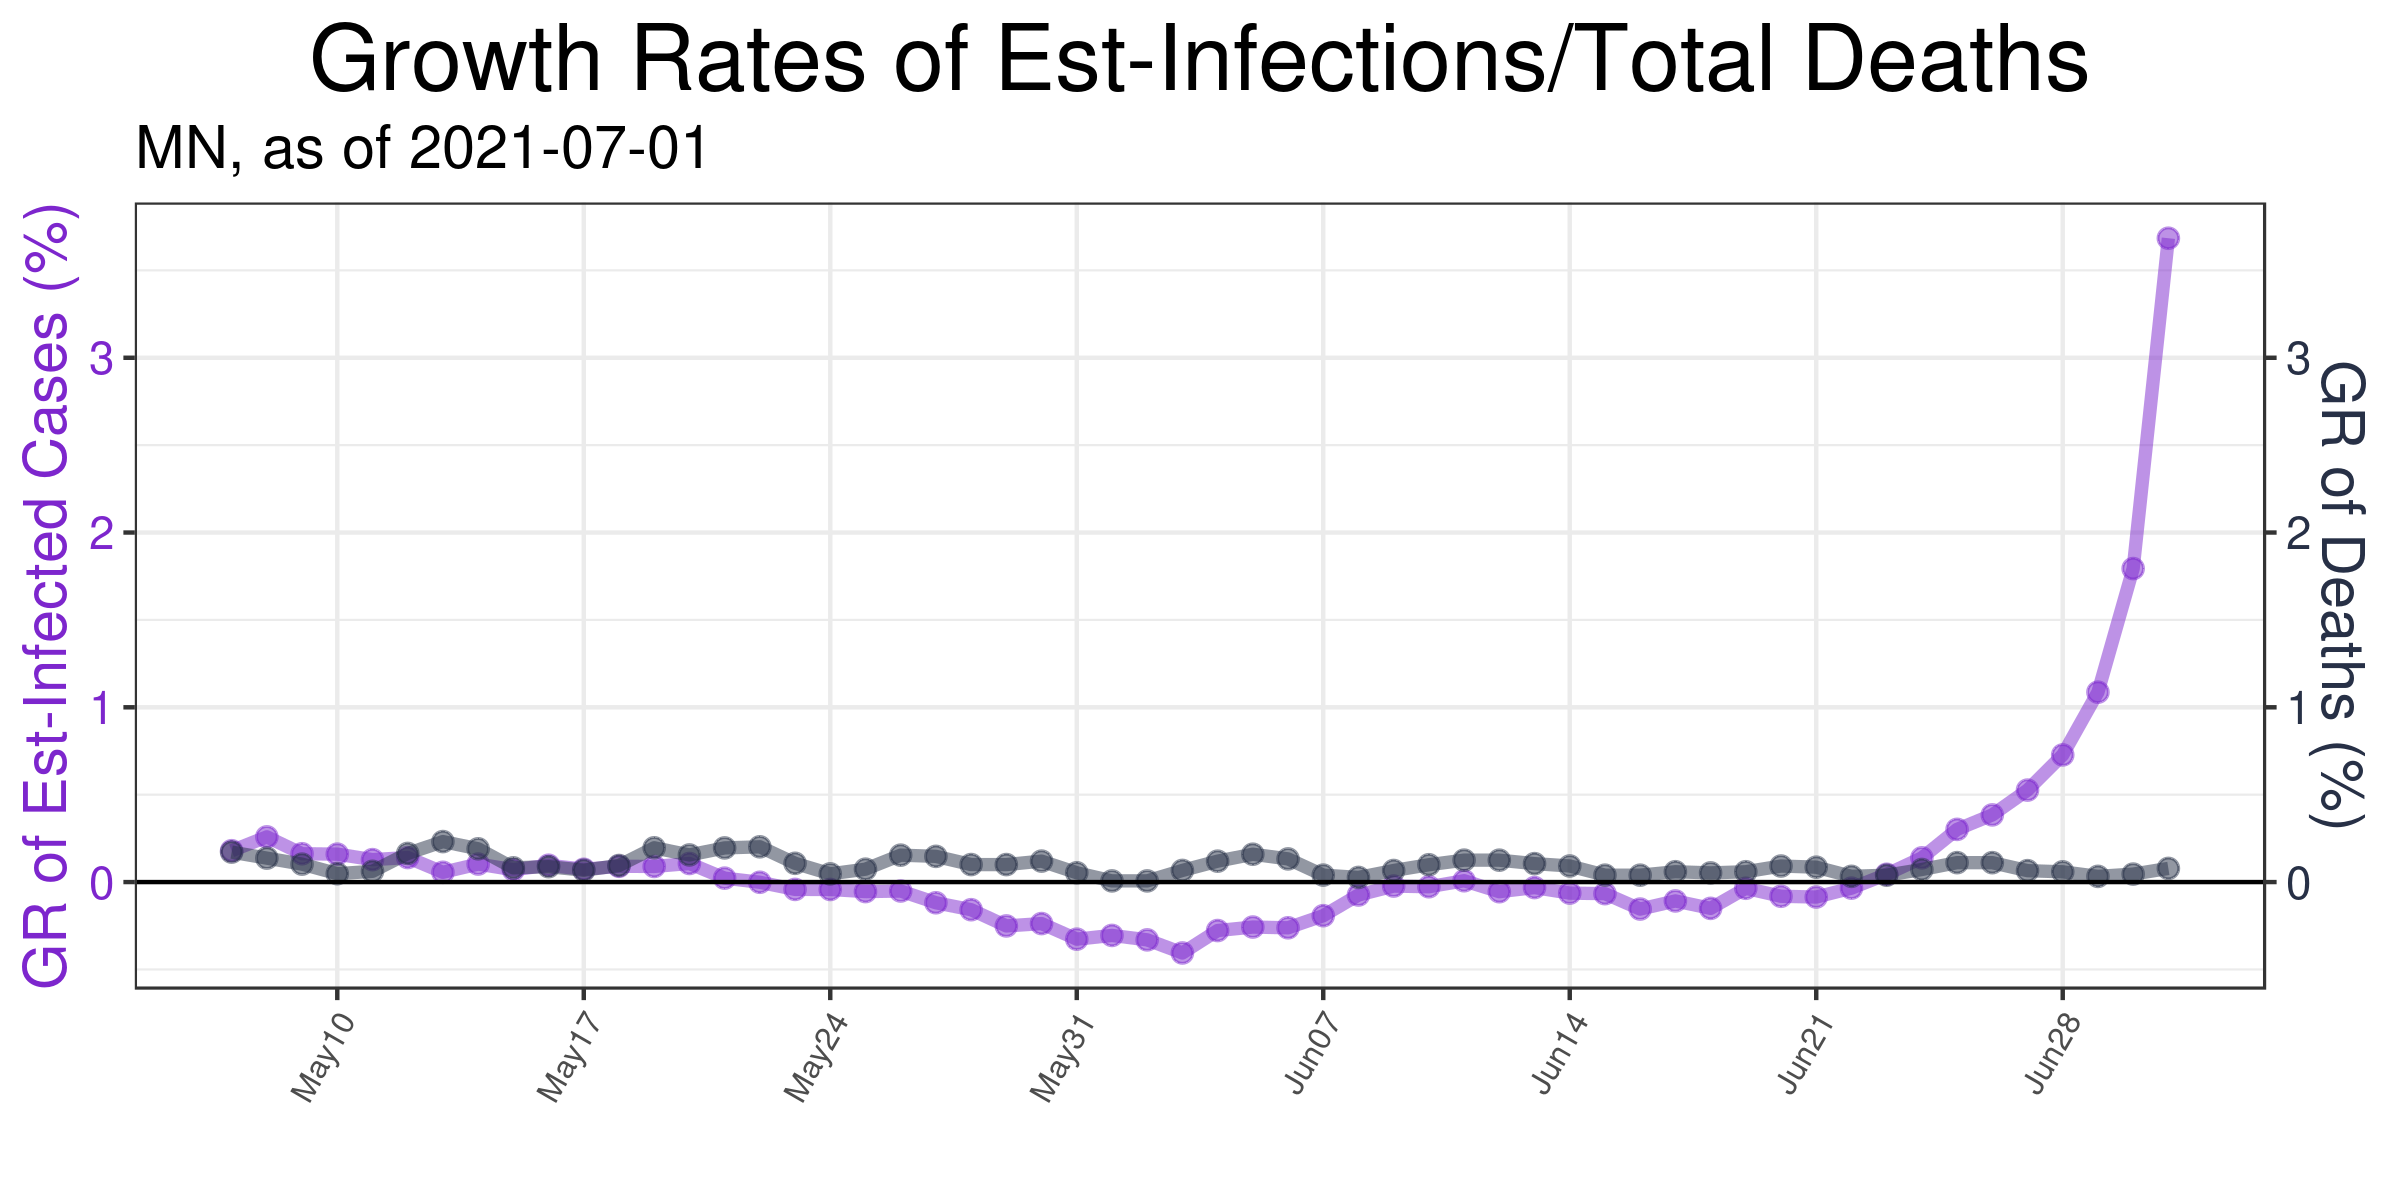 Growth Rates of Est-Infections/Total Deaths
MN, as of 2021-07-01
GR of Est-Infected Cases (%)
3
2
1
0
3
2
1
0
GR of Deaths (%)
May10
May17
May24
May31
Jun07
Jun14
Jun21
Jun28